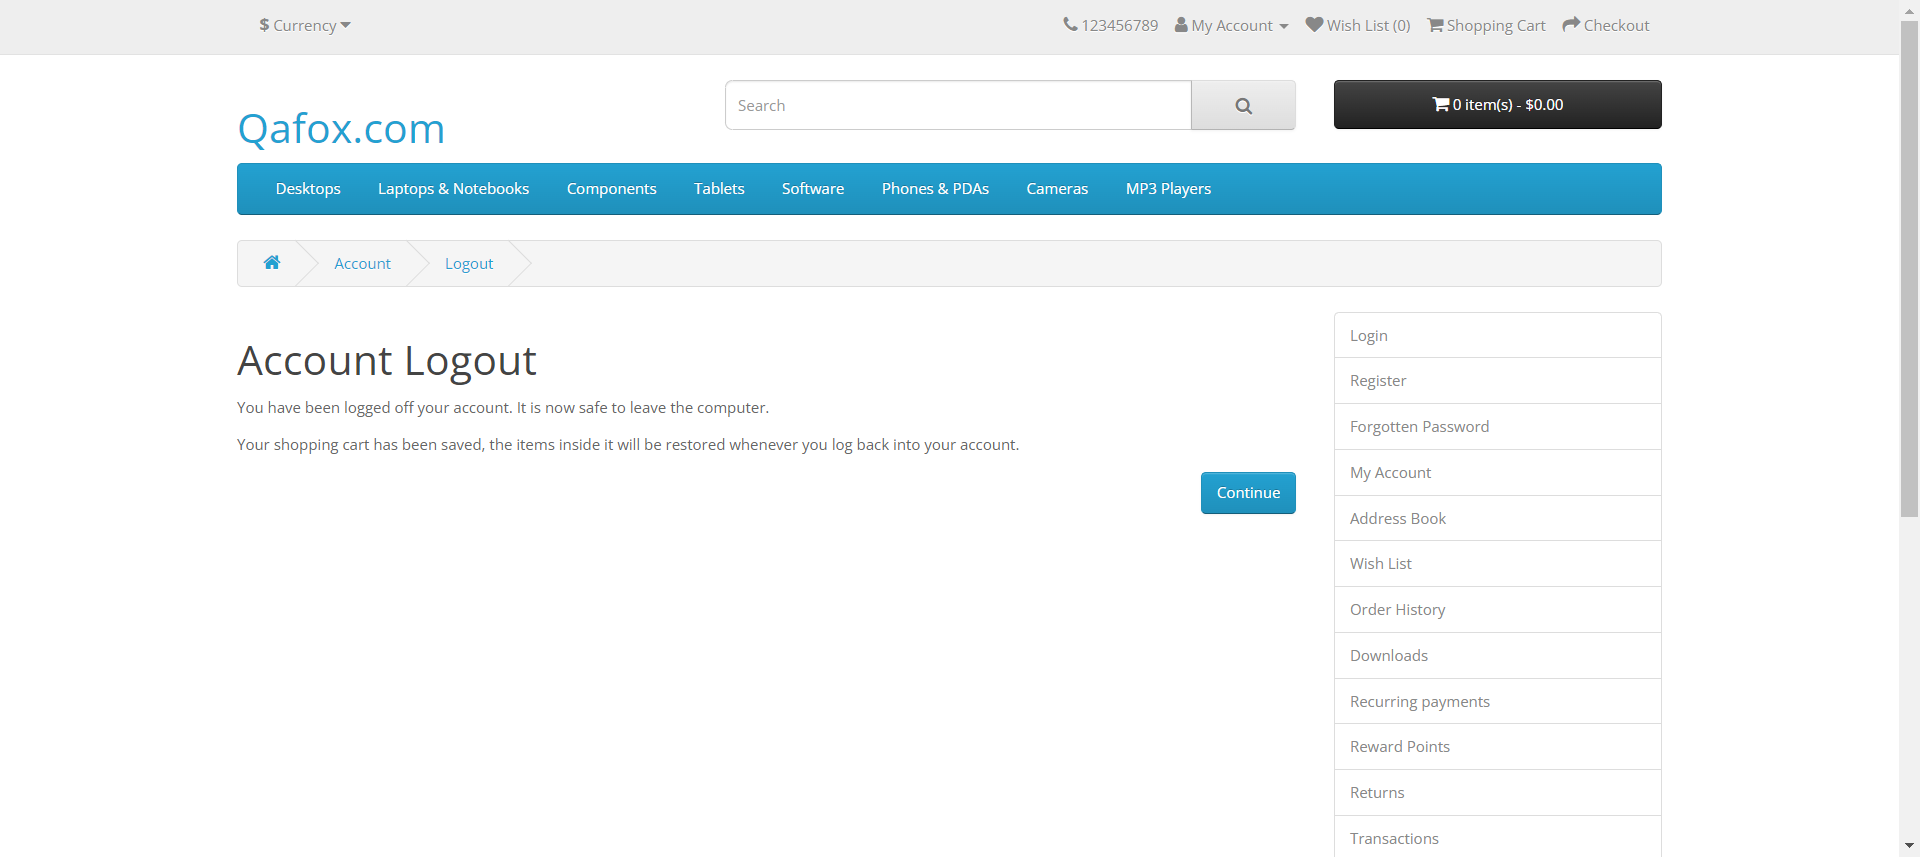 $ Currency
123456789 My Account Wish List (0) Shopping Cart Checkout
Qafox.com
Search
0 item(s) - $0.00
Desktops Laptops & Notebooks Components Tablets Software Phones & PDAs Cameras MP3 Players
Account Logout
Account Logout
You have been logged off your account. It is now safe to leave the computer.
Your shopping cart has been saved, the items inside it will be restored whenever you log back into your account.
Continue
Login
Register
Forgotten Password
My Account
Address Book
Wish List
Order History
Downloads
Recurring payments
Reward Points
Returns
Transactions